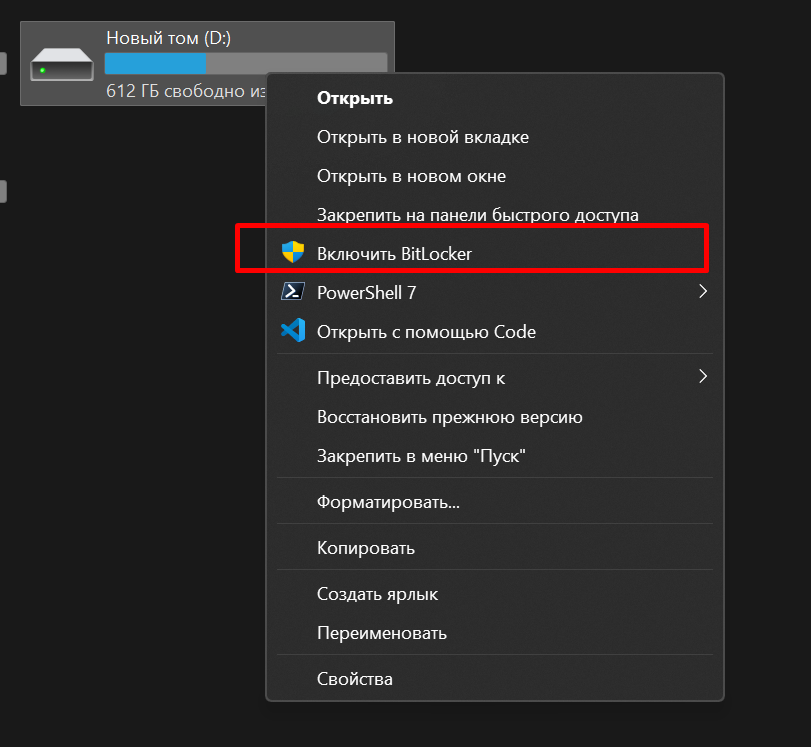 Новый том (D:)
612 ГБ свободно из
Открыть
Открыть в новой вкладке
Открыть в новом окне
Закрепить на панели быстрого доступа
Включить BitLocker
PowerShell 7
Открыть с помощью Code
Предоставить доступ к
Восстановить прежнюю версию
Закрепить в меню "Пуск"
Форматировать...
Копировать
Создать ярлык
Переименовать
Свойства